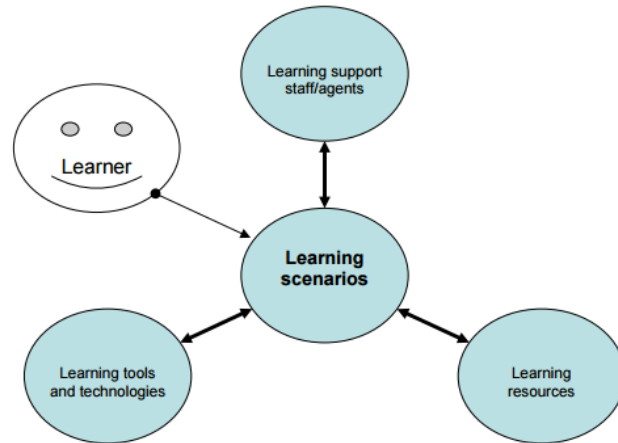 Learning support
staff/agents
Learner
Learning
scenarios
Learning tools
and technologies
Learning
resources